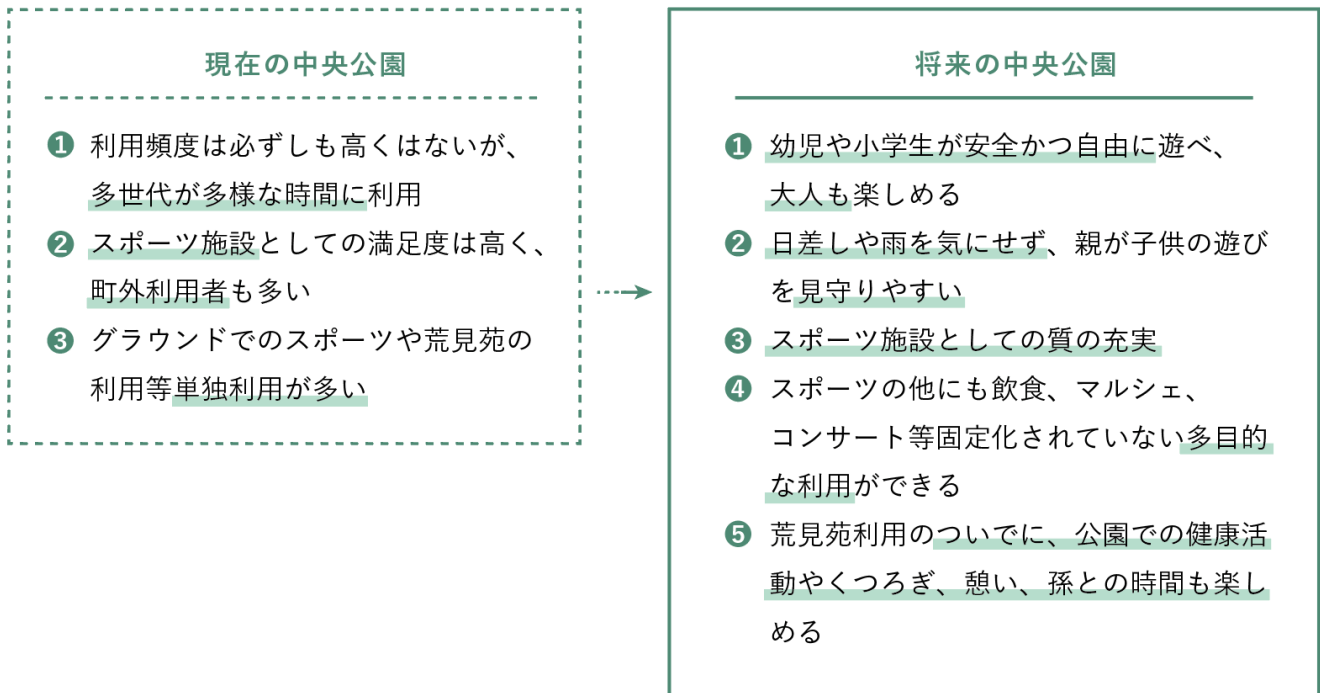 現在の中央公園
❶ 利用頻度は必ずしも高くはないが、
多世代が多様な時間に利用
❷ スポーツ施設としての満足度は高く、
町外利用者も多い
❸ グラウンドでのスポーツや荒見苑の
利用等単独利用が多い
将来の中央公園
❶ 幼児や小学生が安全かつ自由に遊べ、
大人も楽しめる
❷ 日差しや雨を気にせず、親が子供の遊び
を見守りやすい
❸ スポーツ施設としての質の充実
❹ スポーツの他にも飲食、マルシェ、
コンサート等固定化されていない多目的
な利用ができる
❺ 荒見苑利用のついでに、公園での健康活
動やくつろぎ、憩い、孫との時間も楽し
める